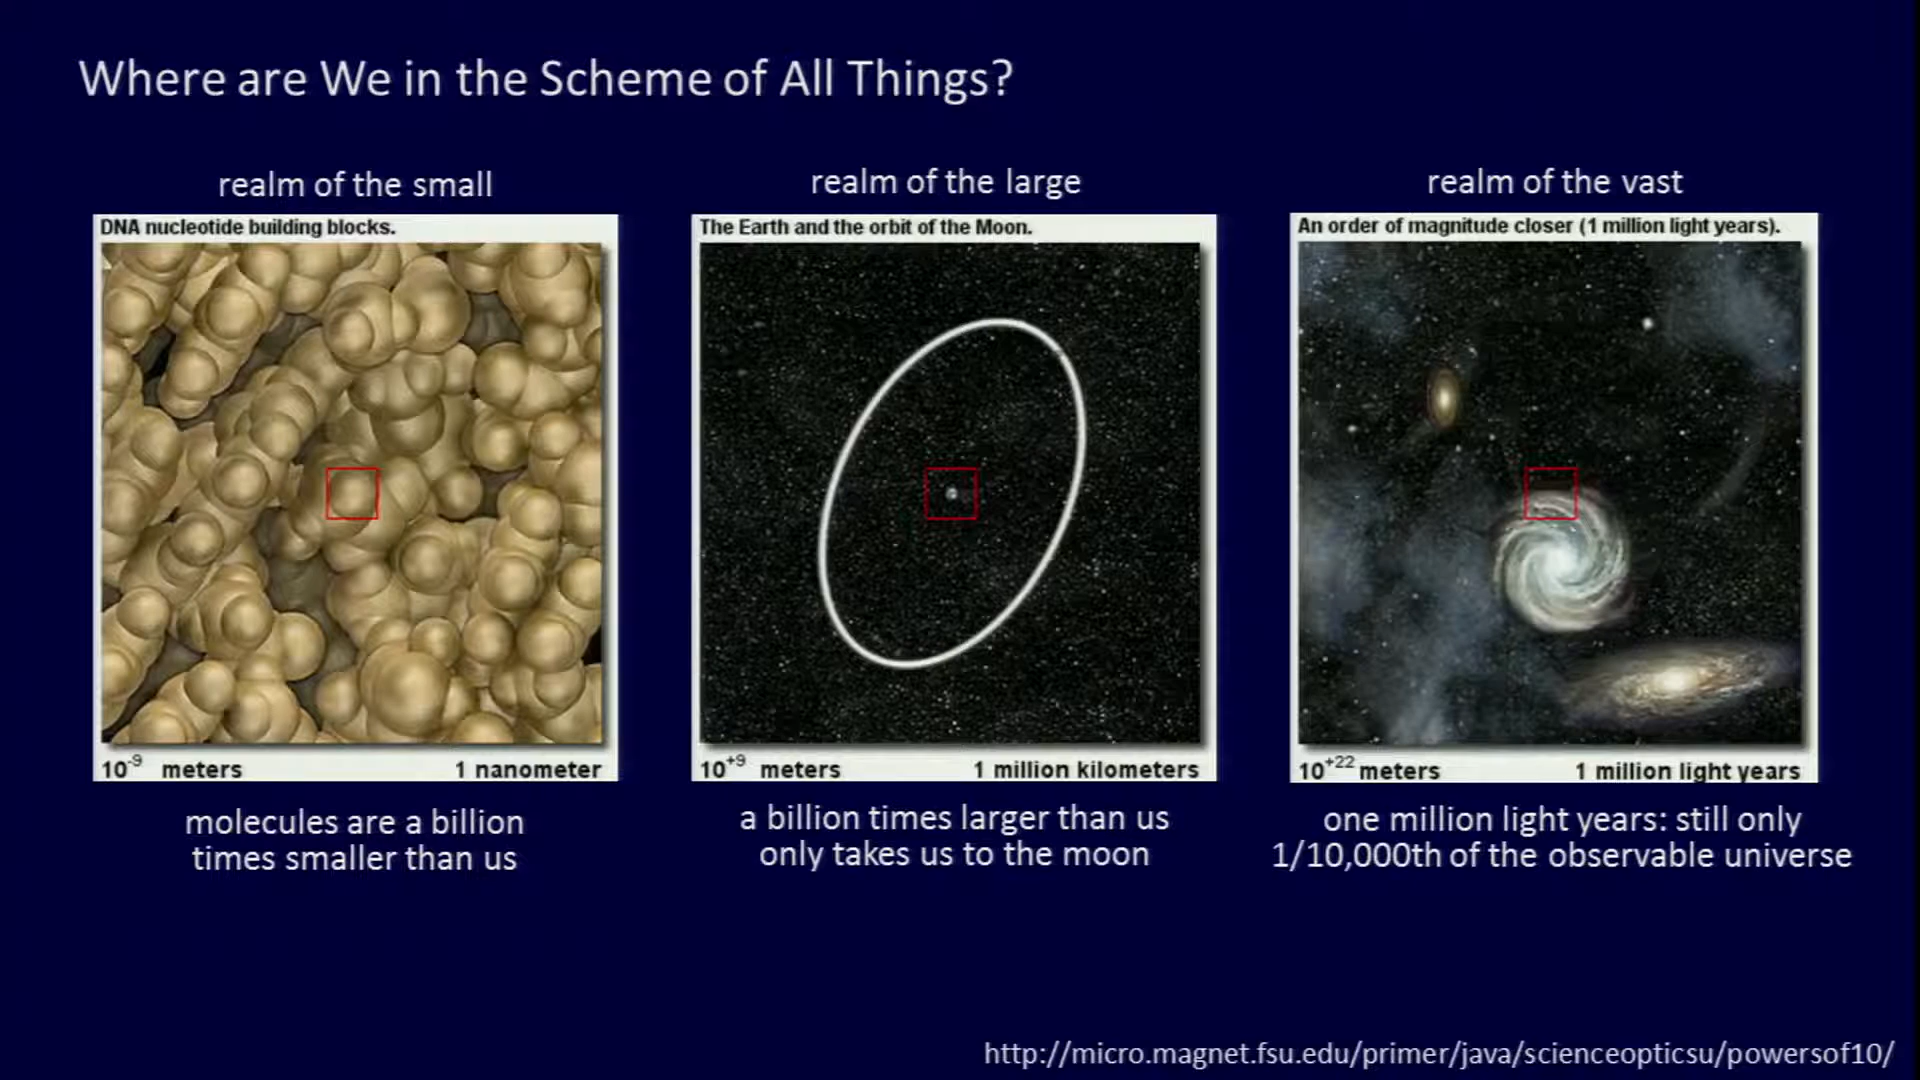 Where are We in the Scheme of All Things?
realm of the small
DNA nucleotide building blocks.
10-9 meters 1 nanometer
molecules are a billion
times smaller than us
realm of the large
The Earth and the orbit of the Moon.
10+9 meters 1 million kilometers
a billion times larger than us
only takes us to the moon
realm of the vast
An order of magnitude closer (1 million light years).
10+22 meters 1 million light years
one million light years: still only
1/10,000th of the observable universe
http://micro.magnet.fsu.edu/primer/java/scienceopticsu/powersof10/